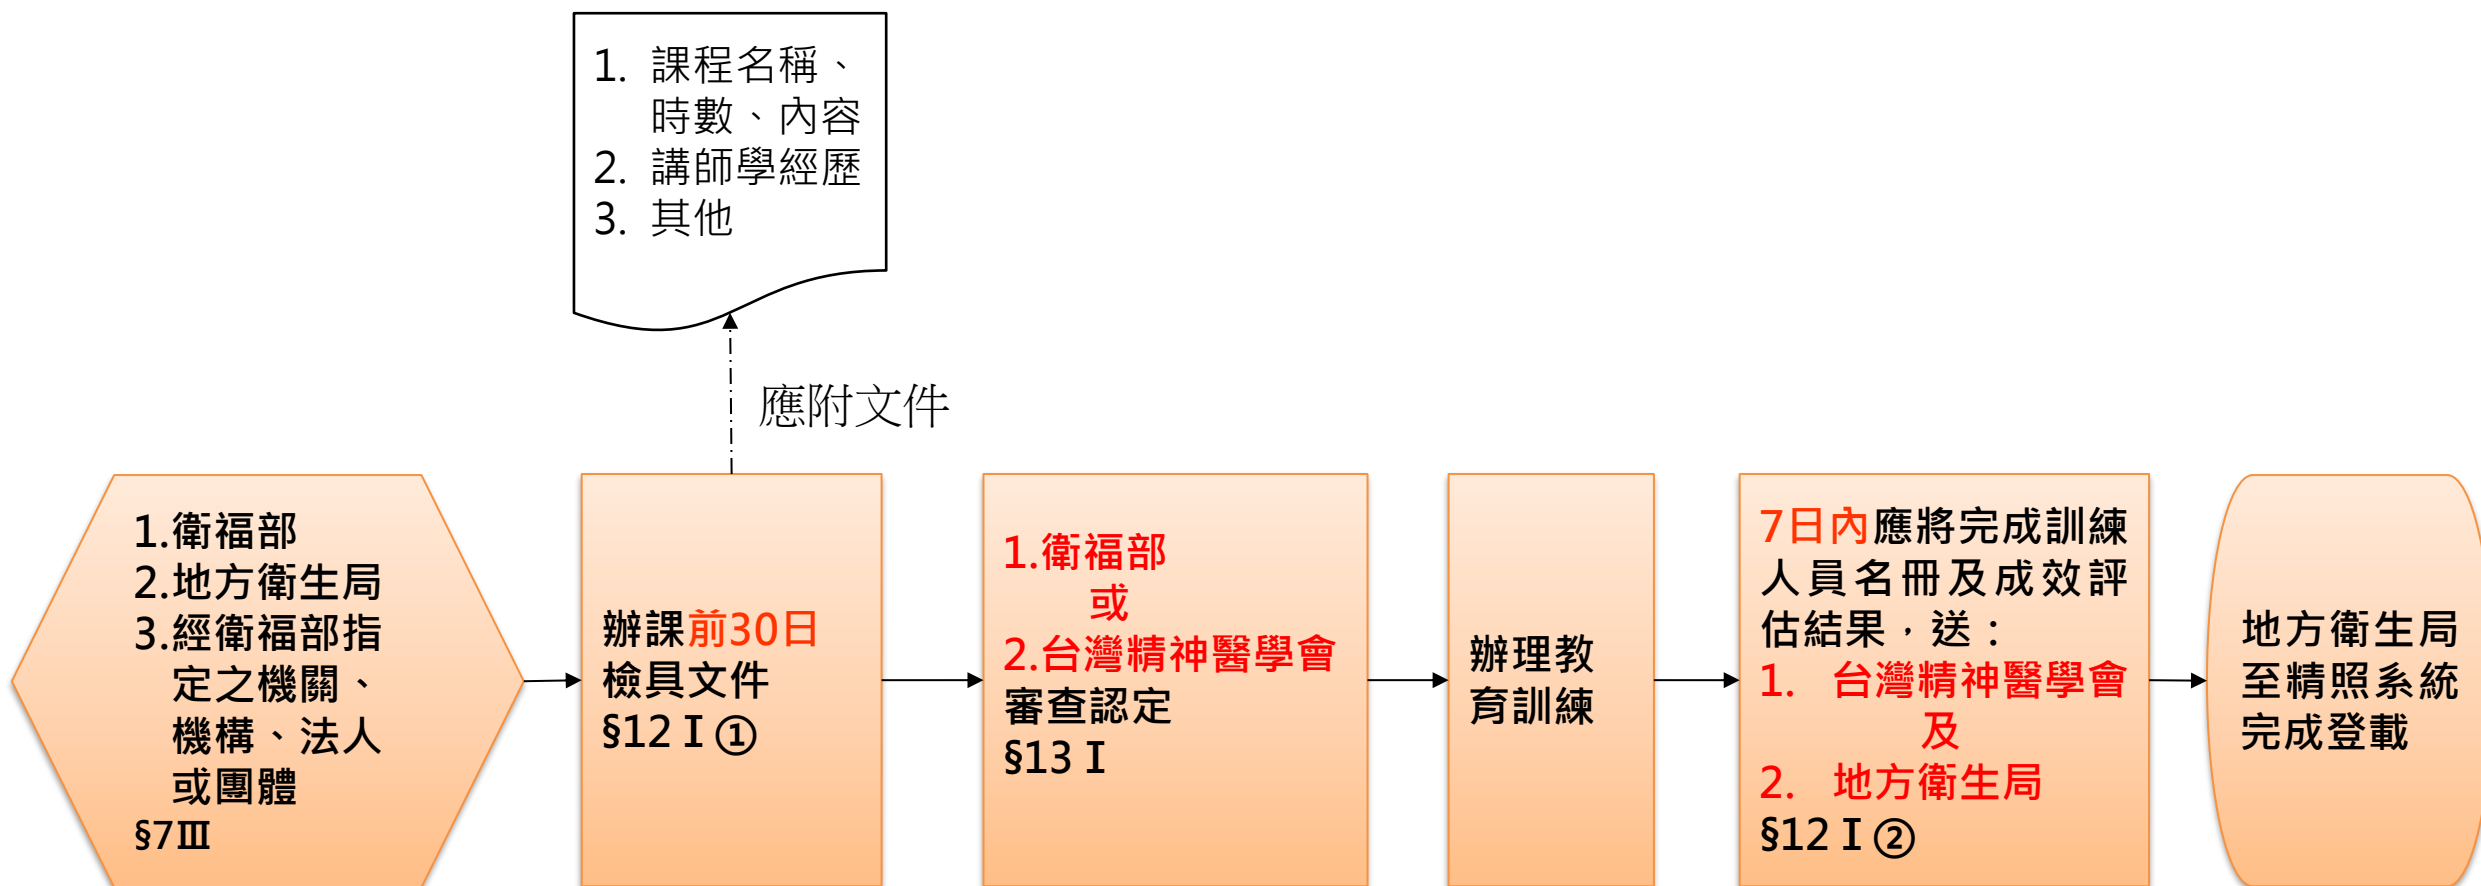 1. 課程名稱、
時數、內容
2. 講師學經歷
3. 其他
應附文件
1.衛福部
2.地方衛生局
3.經衛福部指
定之機關、
機構、法人
或團體
§7Ⅲ
辦課前30日
檢具文件
§12Ⅰ①
1.衛福部
或
2.台灣精神醫學會
審查認定
§13Ⅰ
辦理教
育訓練
7日內應將完成訓練
人員名冊及成效評
估結果，送：
1. 台灣精神醫學會
及
2. 地方衛生局
§12Ⅰ②
地方衛生局
至精照系統
完成登載